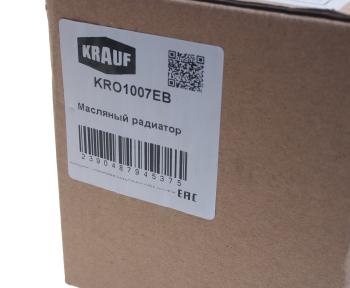 KRAUF
KRO1007EB
Масляный радиатор
2390487945375
EAC